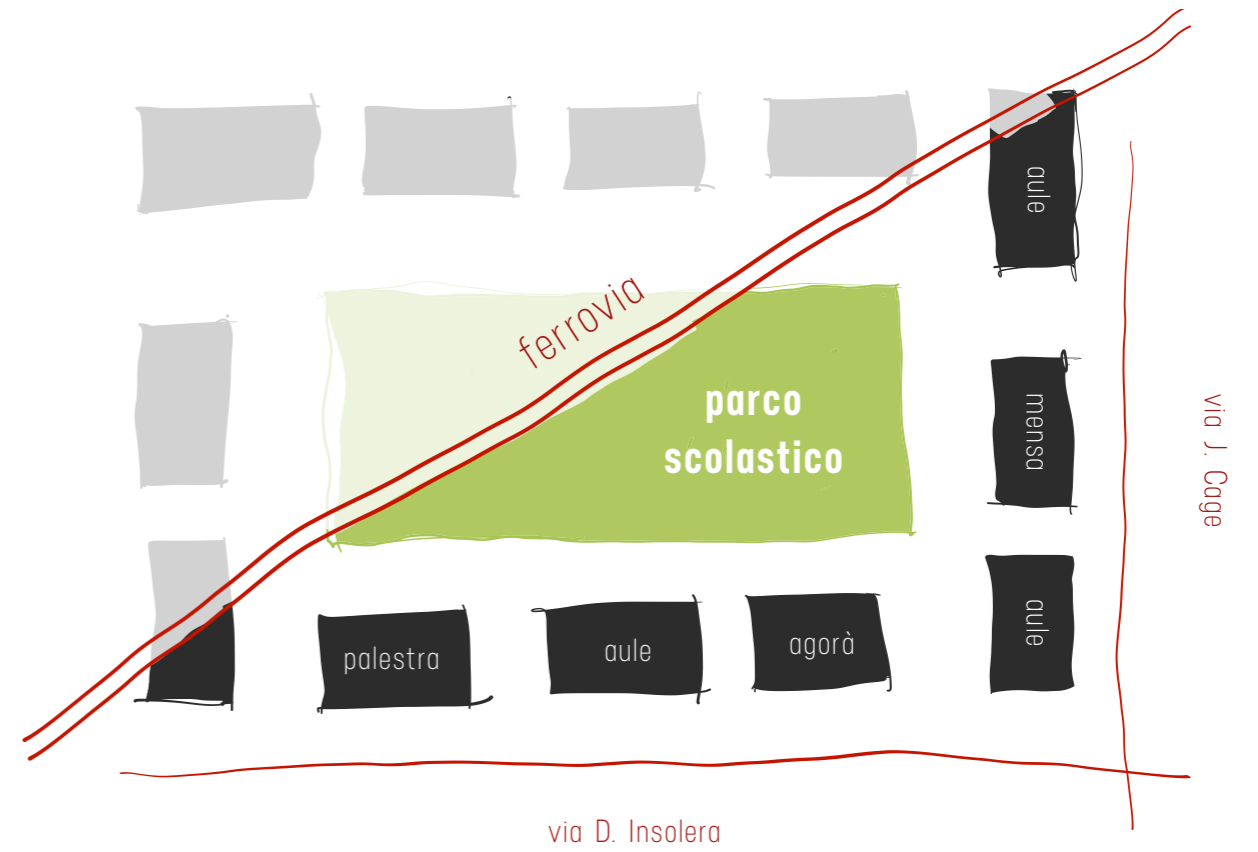 aule
ferrovia
parco
scolastico
mensa
via J. Cage
aule
palestra
aule
agorà
via D. Insolera